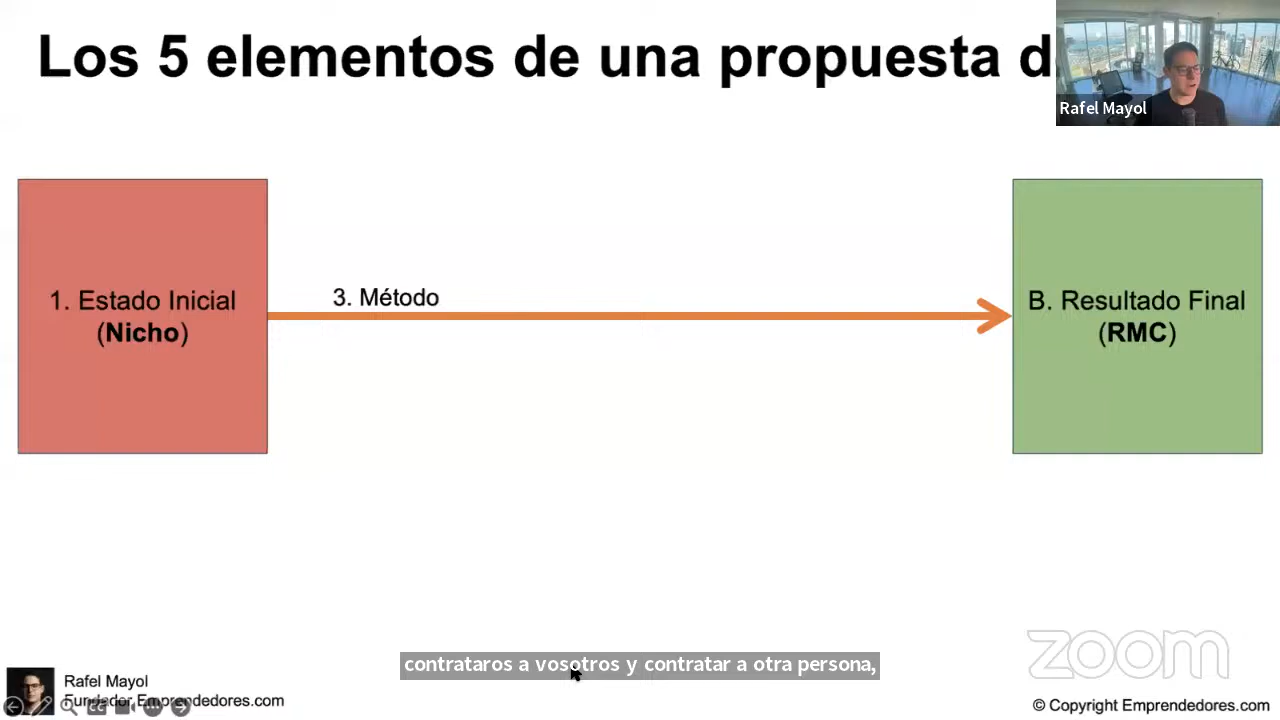 Los 5 elementos de una propuesta d
Rafel Mayol
1. Estado Inicial
(Nicho)
3. Método
B. Resultado Final
(RMC)
contrataros a vosotros y contratar a otra persona,
zoom
Rafel Mayol
Fundador Emprendedores.com
© Copyright Emprendedores.com